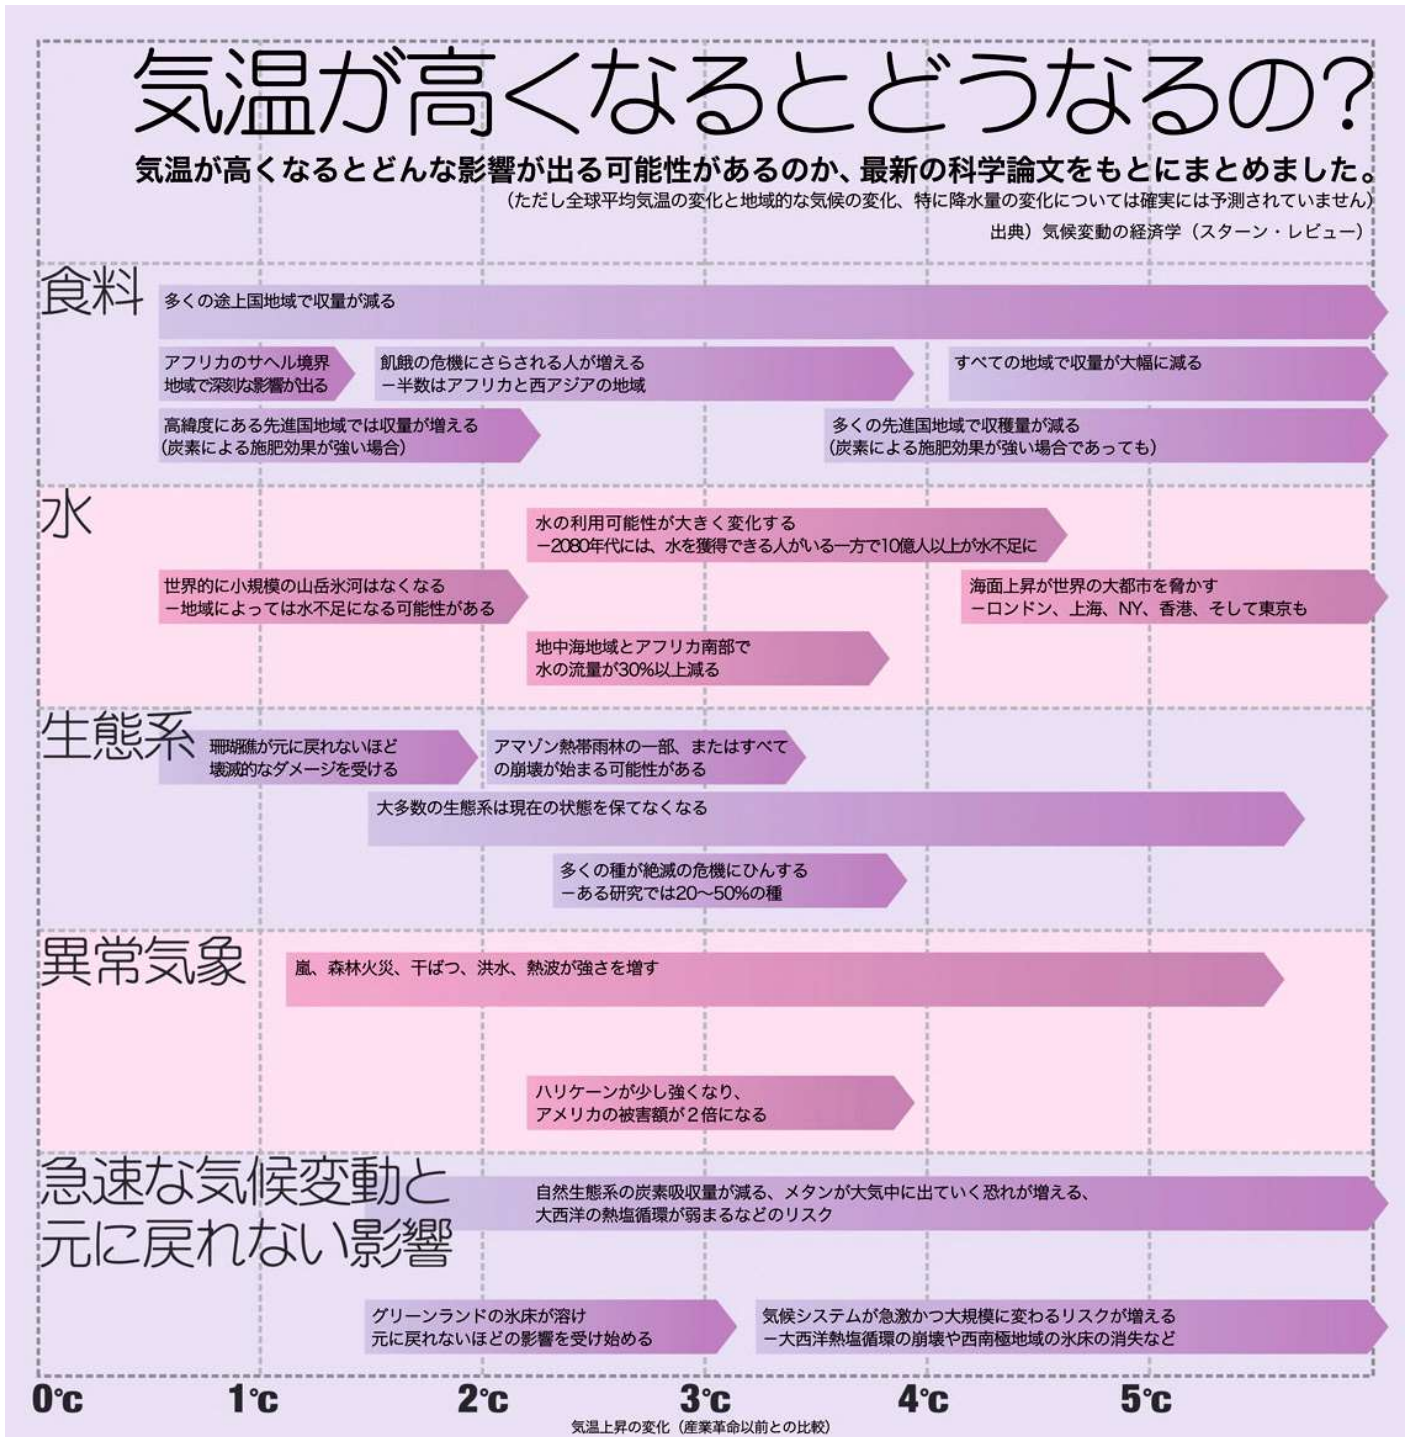 気温が高くなるとどうなるの?
気温が高くなるとどんな影響が出る可能性があるのか、最新の科学論文をもとにまとめました。
(ただし全球平均気温の変化と地域的な気候の変化、特に降水量の変化については確実には予測されていません)
出典)気候変動の経済学(スターン・レビュー)
食料
多くの途上国地域で収量が減る
アフリカのサヘル境界
地域で深刻な影響が出る
飢餓の危機にさらされる人が増える
−半数はアフリカと西アジアの地域
すべての地域で収量が大幅に減る
高緯度にある先進国地域では収量が増える
(炭素による施肥効果が強い場合)
多くの先進国地域で収穫量が減る
(炭素による施肥効果が強い場合であっても)
水
水の利用可能性が大きく変化する
−2080年代には、水を獲得できる人がいる一方で10億人以上が水不足に
世界的に小規模の山岳氷河はなくなる
−地域によっては水不足になる可能性がある
海面上昇が世界の大都市を脅かす
−ロンドン、上海、NY、香港、そして東京も
地中海地域とアフリカ南部で
水の流量が30%以上減る
生態系
珊瑚礁が元に戻れないほど
壊滅的なダメージを受ける
アマゾン熱帯雨林の一部、またはすべて
の崩壊が始まる可能性がある
大多数の生態系は現在の状態を保てなくなる
多くの種が絶滅の危機にひんする
−ある研究では20〜50%の種
異常気象
嵐、森林火災、干ばつ、洪水、熱波が強さを増す
ハリケーンが少し強くなり、
アメリカの被害額が2倍になる
急速な気候変動と
元に戻れない影響
自然生態系の炭素吸収量が減る、メタンが大気中に出ていく恐れが増える、
大西洋の熱塩循環が弱まるなどのリスク
グリーンランドの氷床が溶け
元に戻れないほどの影響を受け始める
気候システムが急激かつ大規模に変わるリスクが増える
−大西洋熱塩循環の崩壊や西南極地域の氷床の消失など
0℃ 1℃ 2℃ 3℃ 4℃ 5℃
気温上昇の変化(産業革命以前との比較)